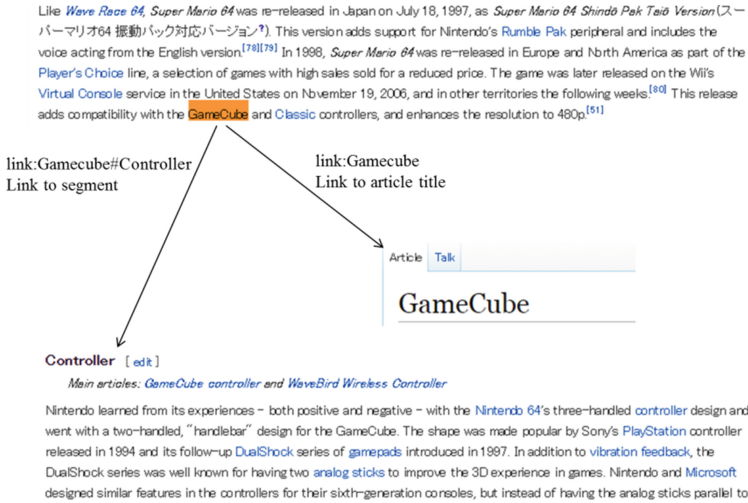 Like Wave Race 64, Super Mario 64 was re-released in Japan on July 18, 1997, as Super Mario 64 Shindō Pak Taiō Version (スー
パーマリオ64 振動パック対応バージョン?). This version adds support for Nintendo's Rumble Pak peripheral and includes the
voice acting from the English version.[78][79] In 1998, Super Mario 64 was re-released in Europe and North America as part of the
Player's Choice line, a selection of games with high sales sold for a reduced price. The game was later released on the Wii's
Virtual Console service in the United States on November 19, 2006, and in other territories the following weeks.[80] This release
adds compatibility with the GameCube and Classic controllers, and enhances the resolution to 480p.[51]
link:Gamecube#Controller
Link to segment
link:Gamecube
Link to article title
Article Talk
GameCube
Controller [edit]
Main articles: GameCube controller and WaveBird Wireless Controller
Nintendo learned from its experiences - both positive and negative - with the Nintendo 64's three-handled controller design and
went with a two-handled, "handlebar" design for the GameCube. The shape was made popular by Sony's PlayStation controller
released in 1994 and its follow-up DualShock series of gamepads introduced in 1997. In addition to vibration feedback, the
DualShock series was well known for having two analog sticks to improve the 3D experience in games. Nintendo and Microsoft
designed similar features in the controllers for their sixth-generation consoles, but instead of having the analog sticks parallel to